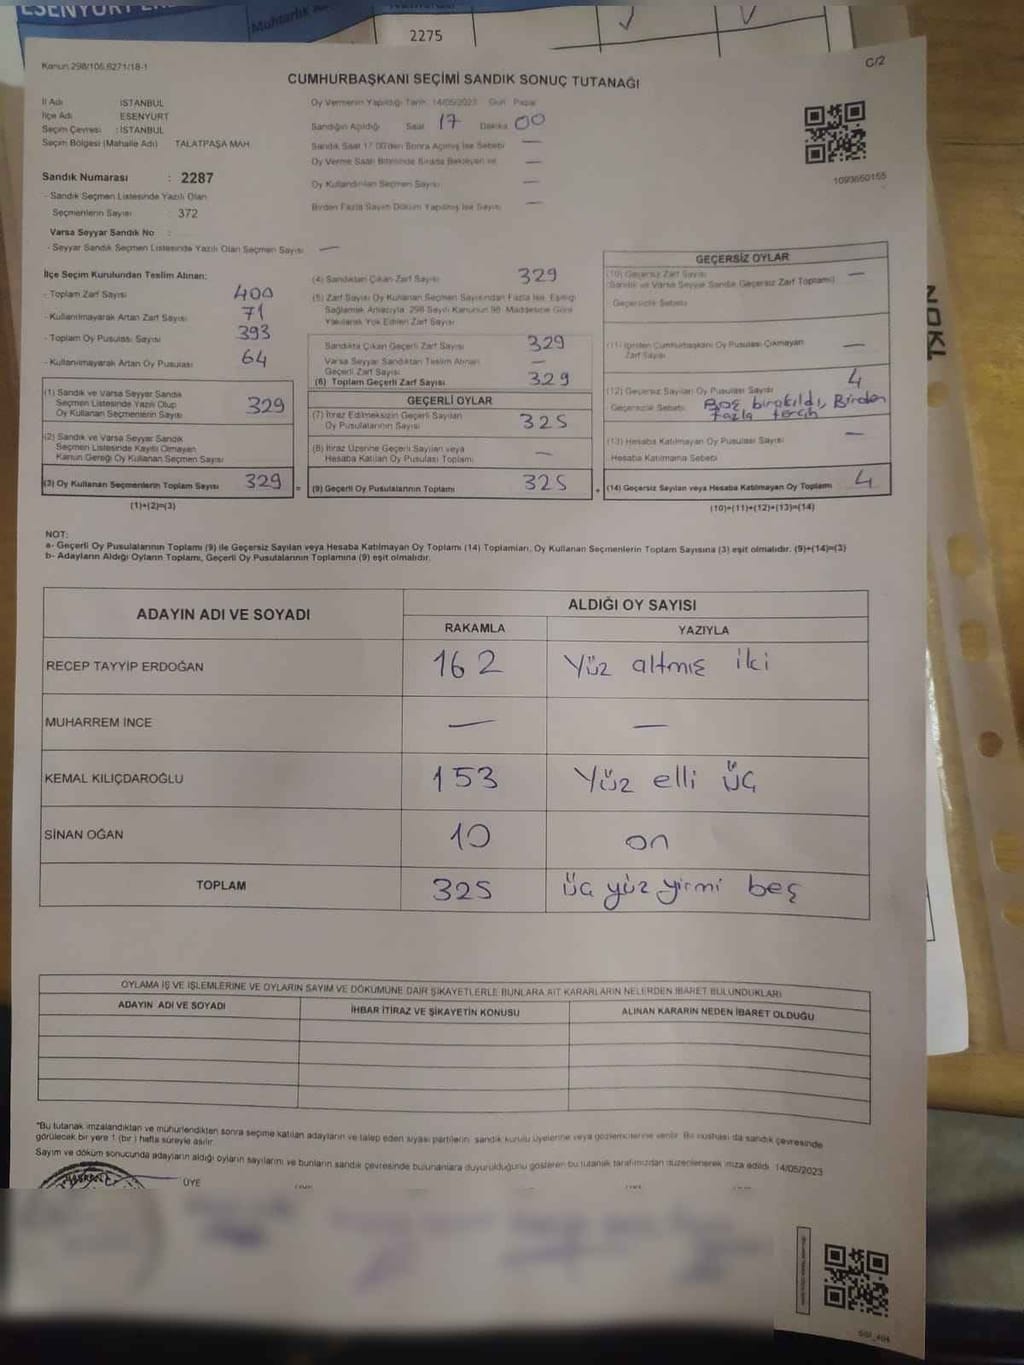 ESENYURT
Muhtarlık
2275
Kanun 298/105,6271/18-1
C/2
CUMHURBAŞKANI SEÇİMİ SANDIK SONUÇ TUTANAĞI
İl Adı İSTANBUL
İlçe Adı ESENYURT
Seçim Çevresi : İSTANBUL
Seçim Bölgesi (Mahalle Adı) TALATPAŞA MAH.
Oy Vermenin Yapıldığı Tarih: 14/05/2023 Gün: Pazar
Sandığın Açıldığı Saat 17 Dakika 00
Sandık Saat 17.00'den Sonra Açılmış İse Sebebi —
Oy Verme Saati Bitiminde Sırada Bekleyen ve —
Oy Kullandırılan Seçmen Sayısı —
Birden Fazla Sayım Döküm Yapılmış İse Sayısı —
1093660155
Sandık Numarası : 2287
- Sandık Seçmen Listesinde Yazılı Olan
Seçmenlerin Sayısı : 372
Varsa Seyyar Sandık No :
- Seyyar Sandık Seçmen Listesinde Yazılı Olan Seçmen Sayısı —
İlçe Seçim Kurulundan Teslim Alınan:
- Toplam Zarf Sayısı 400
- Kullanılmayarak Artan Zarf Sayısı 71
- Toplam Oy Pusulası Sayısı 393
- Kullanılmayarak Artan Oy Pusulası 64
(1) Sandık ve Varsa Seyyar Sandık
Seçmen Listesinde Yazılı Olup
Oy Kullanan Seçmenlerin Sayısı 329
(2) Sandık ve Varsa Seyyar Sandık
Seçmen Listesinde Kaydı Olmayan
Kanun Gereği Oy Kullanan Seçmen Sayısı
(3) Oy Kullanan Seçmenlerin Toplam Sayısı 329 =
(1)+(2)=(3)
(4) Sandıktan Çıkan Zarf Sayısı 329
(5) Zarf Sayısı Oy Kullanan Seçmen Sayısından Fazla İse, Eşitliği
Sağlamak Amacıyla, 298 Sayılı Kanunun 98. Maddesine Göre
Yakılarak Yok Edilen Zarf Sayısı
Sandıkta Çıkan Geçerli Zarf Sayısı 329
Varsa Seyyar Sandıktan Teslim Alınan
Geçerli Zarf Sayısı —
(6) Toplam Geçerli Zarf Sayısı 329
GEÇERLİ OYLAR
(7) İtiraz Edilmeksizin Geçerli Sayılan
Oy Pusulalarının Sayısı 325
(8) İtiraz Üzerine Geçerli Sayılan veya
Hesaba Katılan Oy Pusulası Toplamı —
(9) Geçerli Oy Pusulalarının Toplamı 325 +
GEÇERSİZ OYLAR
(10) Geçersiz Zarf Sayısı —
(Sandık ve Varsa Seyyar Sandık Geçersiz Zarf Toplamı)
Geçersizlik Sebebi
(11) İçinden Cumhurbaşkanı Oy Pusulası Çıkmayan
Zarf Sayısı —
(12) Geçersiz Sayılan Oy Pusulası Sayısı 4
Geçersizlik Sebebi Boş bırakıldı, Birden
fazla tercih
(13) Hesaba Katılmayan Oy Pusulası Sayısı —
Hesaba Katılmama Sebebi
(14) Geçersiz Sayılan veya Hesaba Katılmayan Oy Toplamı 4
(10)+(11)+(12)+(13)=(14)
NOT:
a- Geçerli Oy Pusulalarının Toplamı (9) ile Geçersiz Sayılan veya Hesaba Katılmayan Oy Toplamı (14) Toplamları, Oy Kullanan Seçmenlerin Toplam Sayısına (3) eşit olmalıdır. (9)+(14)=(3)
b- Adayların Aldığı Oyların Toplamı, Geçerli Oy Pusulalarının Toplamına (9) eşit olmalıdır.
ADAYIN ADI VE SOYADI
ALDIĞI OY SAYISI
RAKAMLA YAZIYLA
RECEP TAYYİP ERDOĞAN 162 Yüz altmış iki
MUHARREM İNCE — —
KEMAL KILIÇDAROĞLU 153 Yüz elli üç
SİNAN OĞAN 10 on
TOPLAM 325 üç yüz yirmi beş
OYLAMA İŞ VE İŞLEMLERİNE VE OYLARIN SAYIM VE DÖKÜMÜNE DAİR ŞİKAYETLERLE BUNLARA AİT KARARLARIN NELERDEN İBARET BULUNDUKLARI
ADAYIN ADI VE SOYADI İHBAR İTİRAZ VE ŞİKAYETİN KONUSU ALINAN KARARIN NEDEN İBARET OLDUĞU
*Bu tutanak imzalandıktan ve mühürlendikten sonra seçime katılan adayların ve talep eden siyasi partilerin sandık kurulu üyelerine veya gözlemcilerine verilir. Bir nüshası da sandık çevresinde
görülecek bir yere 1 (bir) hafta süreyle asılır.
Sayım ve döküm sonucunda adayların aldığı oyların sayılarını ve bunların sandık çevresinde bulunanlara duyurulduğunu gösteren bu tutanak tarafımızdan düzenlenerek imza edildi. 14/05/2023
BAŞKAN
ÜYE